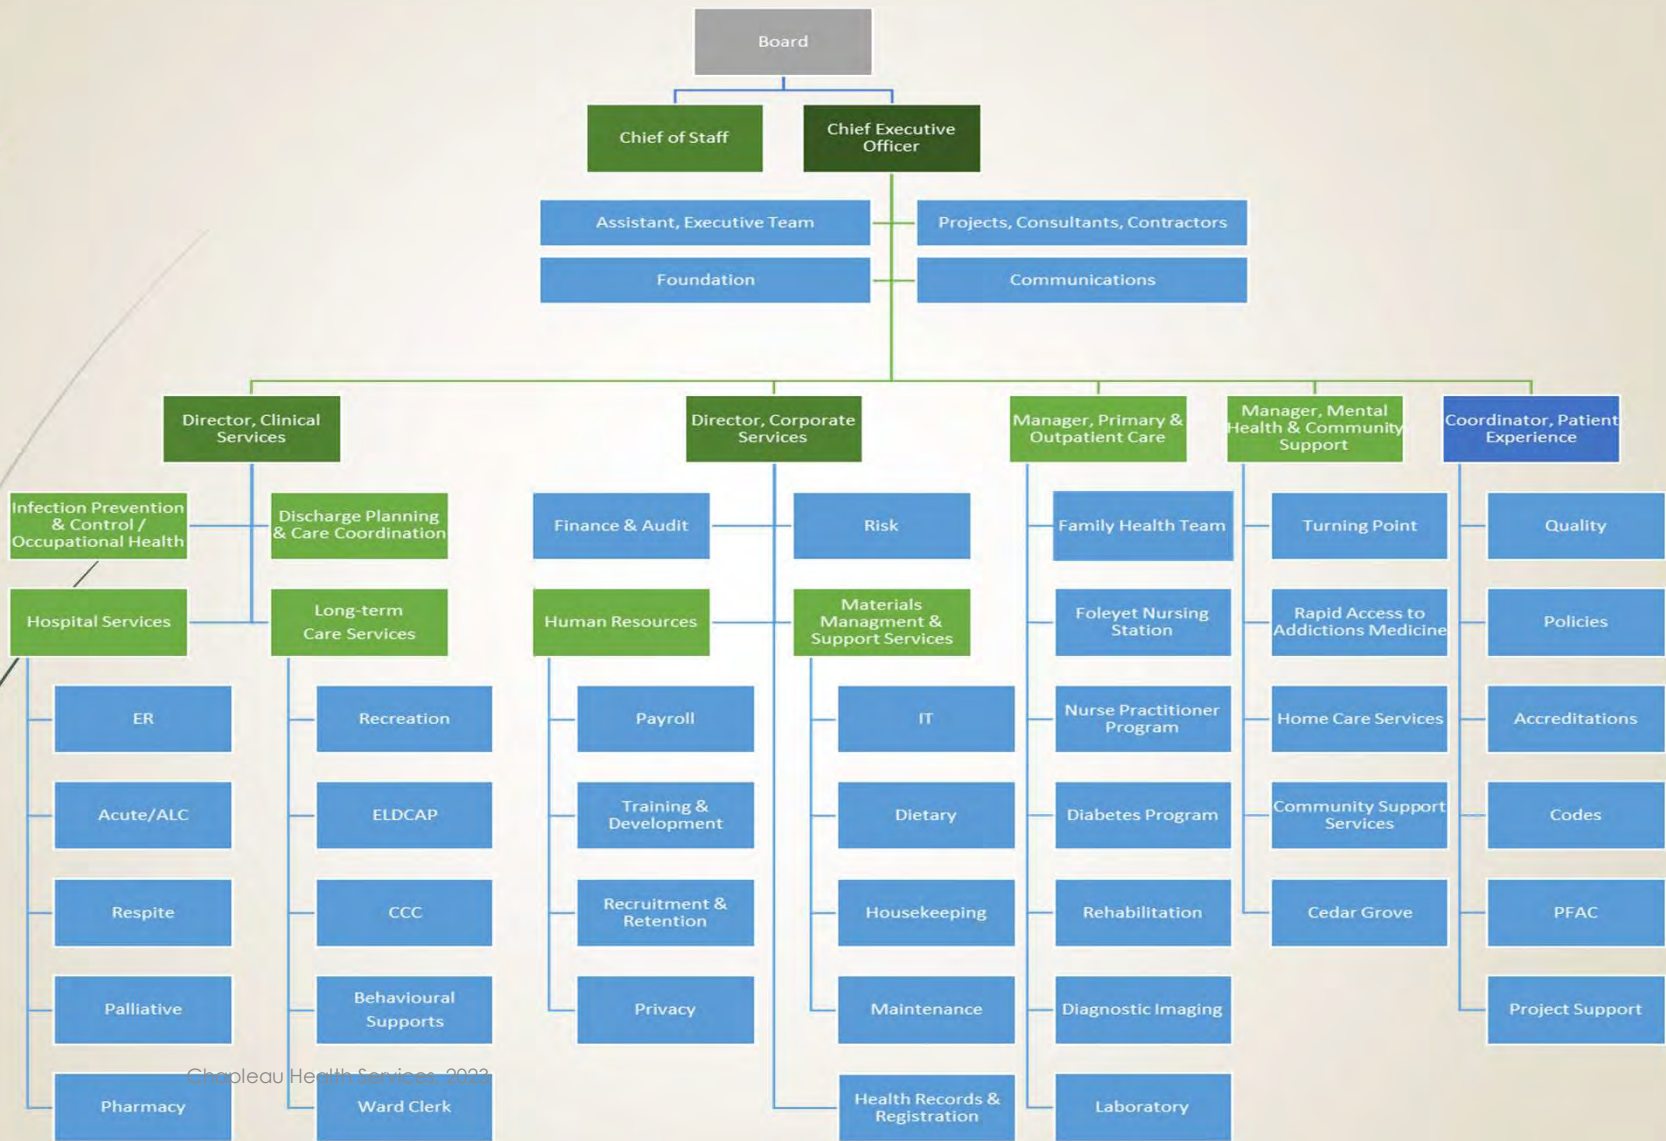 Board
Chief of Staff
Chief Executive
Officer
Assistant, Executive Team
Projects, Consultants, Contractors
Foundation
Communications
Director, Clinical
Services
Director, Corporate
Services
Manager, Primary &
Outpatient Care
Manager, Mental
Health & Community
Support
Coordinator, Patient
Experience
Infection Prevention
& Control /
Occupational Health
Discharge Planning
& Care Coordination
Finance & Audit
Risk
Family Health Team
Turning Point
Quality
Hospital Services
Long-term
Care Services
Human Resources
Materials
Managment &
Support Services
Foleyet Nursing
Station
Rapid Access to
Addictions Medicine
Policies
ER
Recreation
Payroll
IT
Nurse Practitioner
Program
Home Care Services
Accreditations
Acute/ALC
ELDCAP
Training &
Development
Dietary
Diabetes Program
Community Support
Services
Codes
Respite
CCC
Recruitment &
Retention
Housekeeping
Rehabilitation
Cedar Grove
PFAC
Palliative
Behavioural
Supports
Privacy
Maintenance
Diagnostic Imaging
Project Support
Chapleau Health Services, 2023
Pharmacy
Ward Clerk
Health Records &
Registration
Laboratory